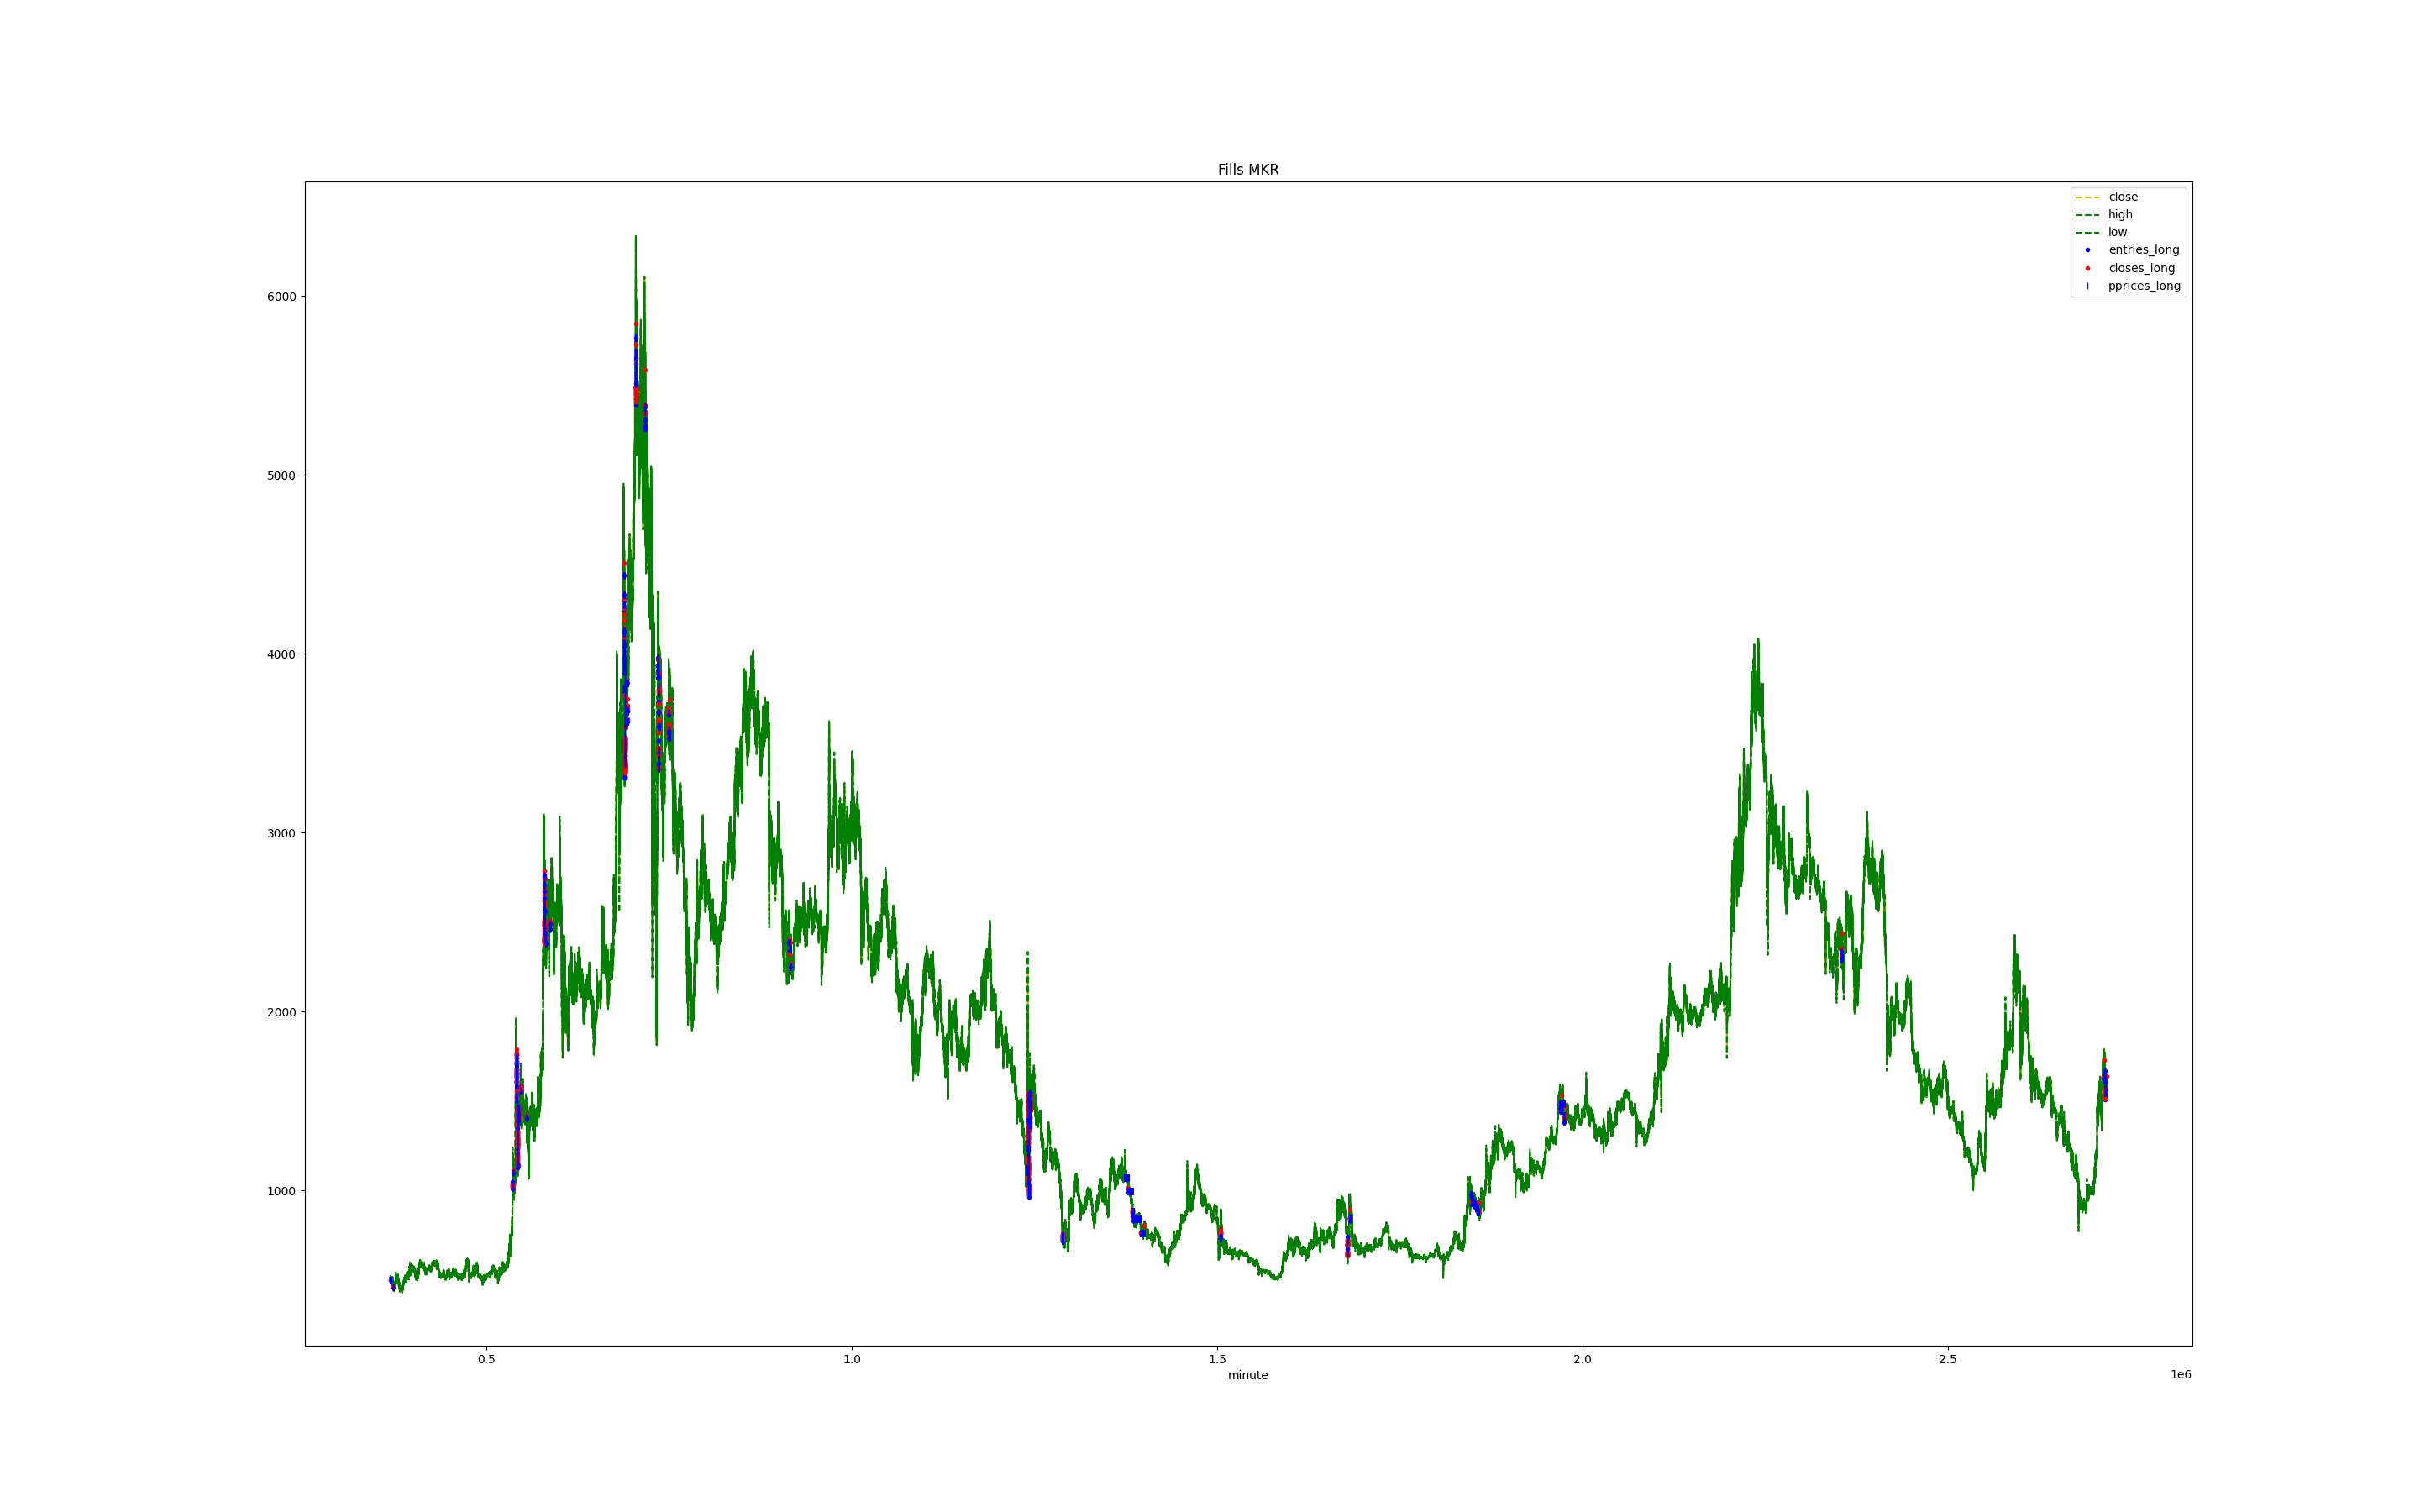 Fills MKR
close
high
low
entries_long
closes_long
pprices_long
6000
5000
4000
3000
2000
1000
0.5 1.0 1.5 2.0 2.5
minute
1e6